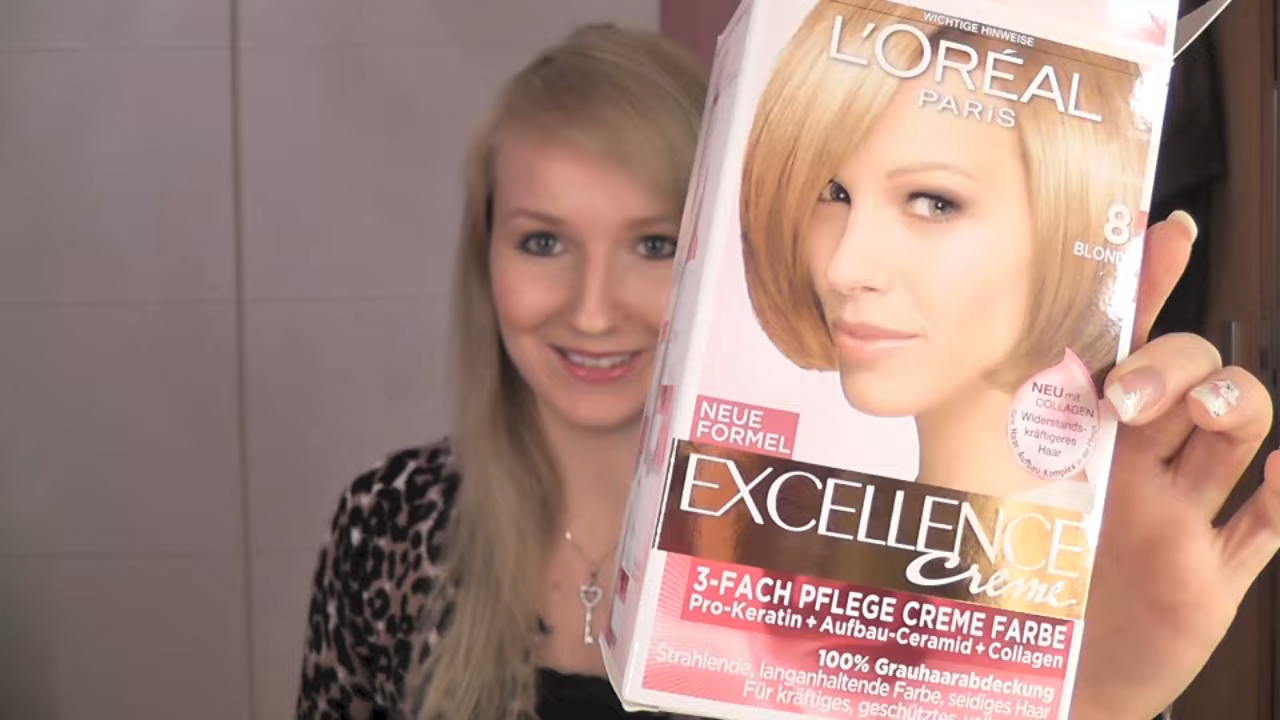 WICHTIGE HINWEISE
L'ORÉAL
PARIS
8
BLOND
NEU mit
COLLAGEN
Widerstands-
kräftigeres
Haar
NEUE
FORMEL
EXCELLENCE
Creme
3-FACH PFLEGE CREME FARBE
Pro-Keratin + Aufbau-Ceramid + Collagen
100% Grauhaarabdeckung
Strahlende, langanhaltende Farbe, seidiges Haar
Für kräftiges, geschütztes,